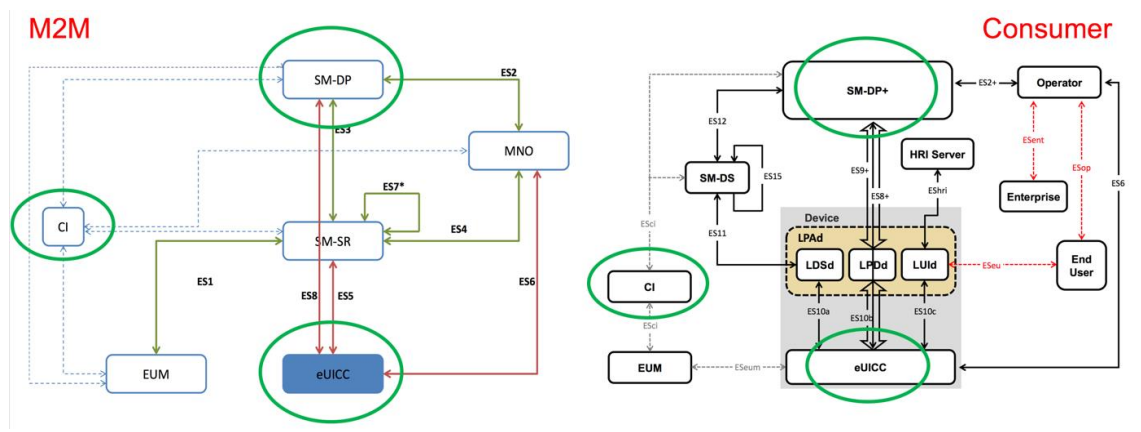 M2M
Consumer
SM-DP
ES2
ES3
MNO
ES7*
CI
SM-SR
ES4
ES1
ES8
ES5
ES6
EUM
eUICC
SM-DP+
ES2+
Operator
ES12
HRI Server
ESent
ESop
SM-DS
ES15
ES9+
ES8+
EShri
Enterprise
ES6
ESci
Device
LPAd
ES11
LDSd
LPDd
LUId
ESeu
End
User
CI
ES10a
ES10b
ES10c
ESci
EUM
ESeum
eUICC